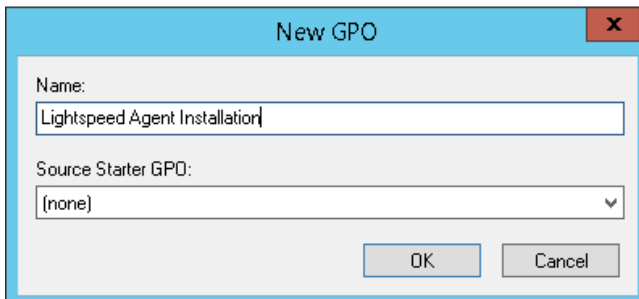 New GPO
x
Name:
Lightspeed Agent Installation
Source Starter GPO:
(none)
OK
Cancel